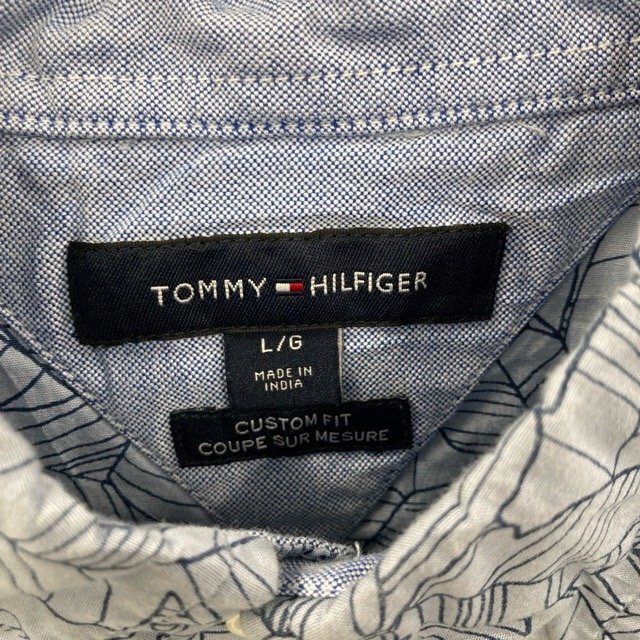 TOMMY HILFIGER
L/G
MADE IN
INDIA
CUSTOM FIT
COUPE SUR MESURE